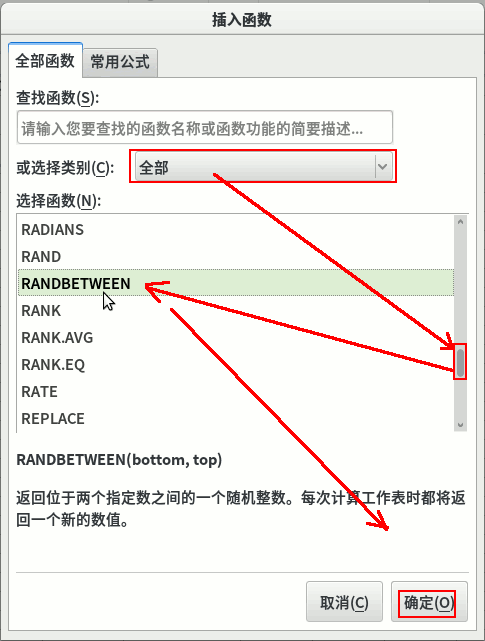 插入函数
全部函数
常用公式
查找函数(S):
请输入您要查找的函数名称或函数功能的简要描述...
或选择类别(C):
全部
选择函数(N):
RADIANS
RAND
RANDBETWEEN
RANK
RANK.AVG
RANK.EQ
RATE
REPLACE
RANDBETWEEN(bottom, top)
返回位于两个指定数之间的一个随机整数。每次计算工作表时都将返
回一个新的数值。
取消(C)
确定(O)